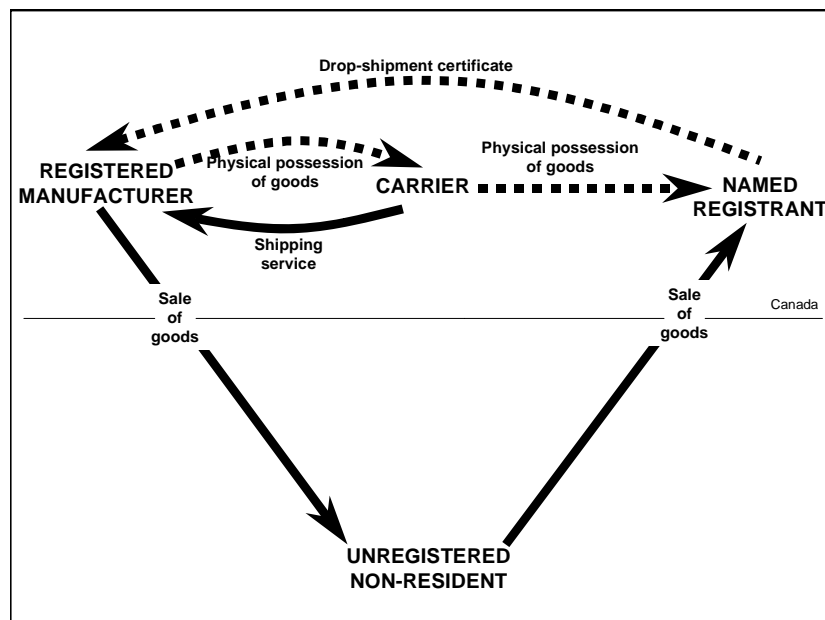 Drop-shipment certificate
Physical possession
of goods
Physical possession
of goods
REGISTERED
MANUFACTURER
CARRIER
NAMED
REGISTRANT
Shipping
service
Sale
of
goods
Sale
of
goods
Canada
UNREGISTERED
NON-RESIDENT